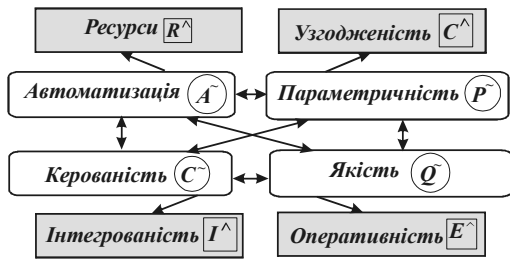 Ресурси R^
Узгодженість C^
Автоматизація A~
Параметричність P~
Керованість C~
Якість Q~
Інтегрованість I^
Оперативність E^